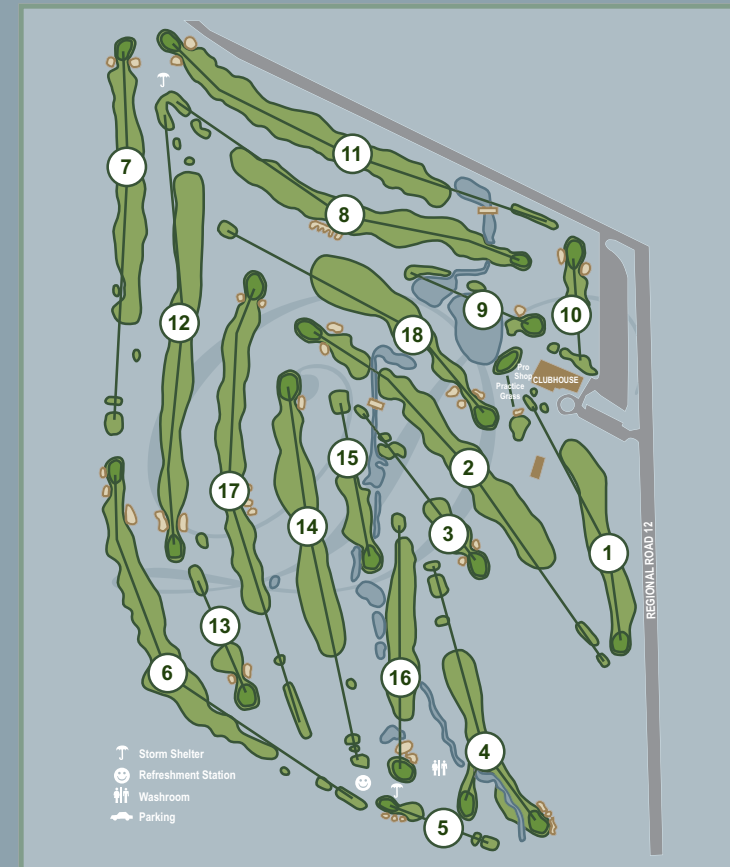 11
7
8
9
10
12
18
Pro
Shop
CLUBHOUSE
Practice
Grass
15
2
17
14
3
1
REGIONAL ROAD 12
13
6
16
4
5
Storm Shelter
Refreshment Station
Washroom
Parking